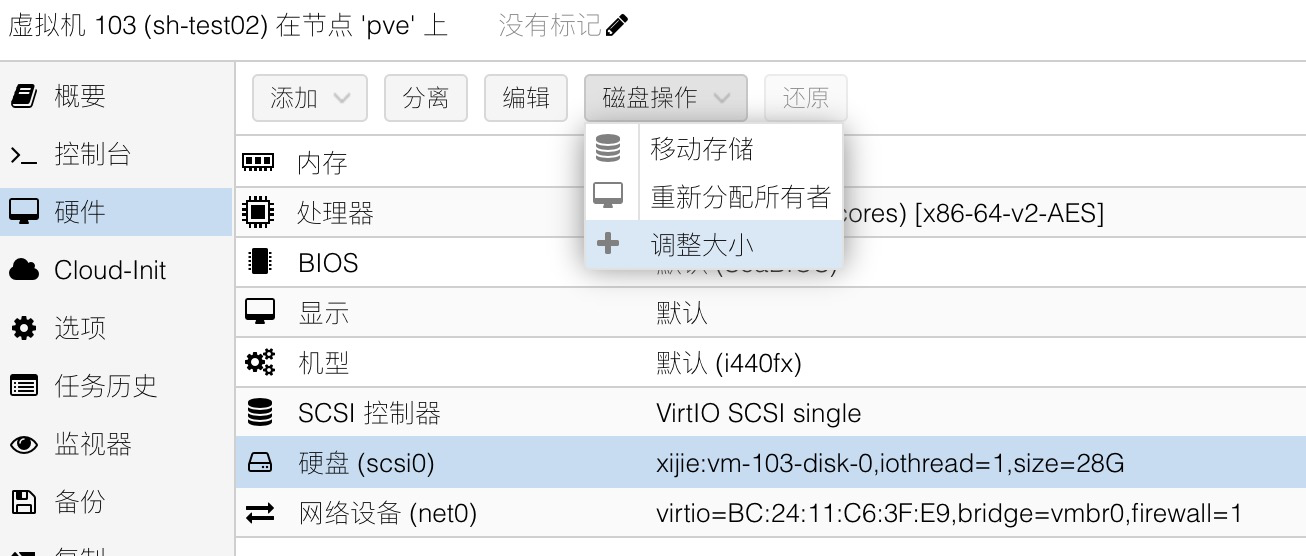 虚拟机 103 (sh-test02) 在节点 'pve' 上 没有标记
概要
控制台
硬件
Cloud-Init
选项
任务历史
监视器
备份
添加 分离 编辑 磁盘操作 还原
移动存储
重新分配所有者
调整大小
内存
处理器 cores) [x86-64-v2-AES]
BIOS 默认 (SeaBIOS)
显示 默认
机型 默认 (i440fx)
SCSI 控制器 VirtIO SCSI single
硬盘 (scsi0) xijie:vm-103-disk-0,iothread=1,size=28G
网络设备 (net0) virtio=BC:24:11:C6:3F:E9,bridge=vmbr0,firewall=1